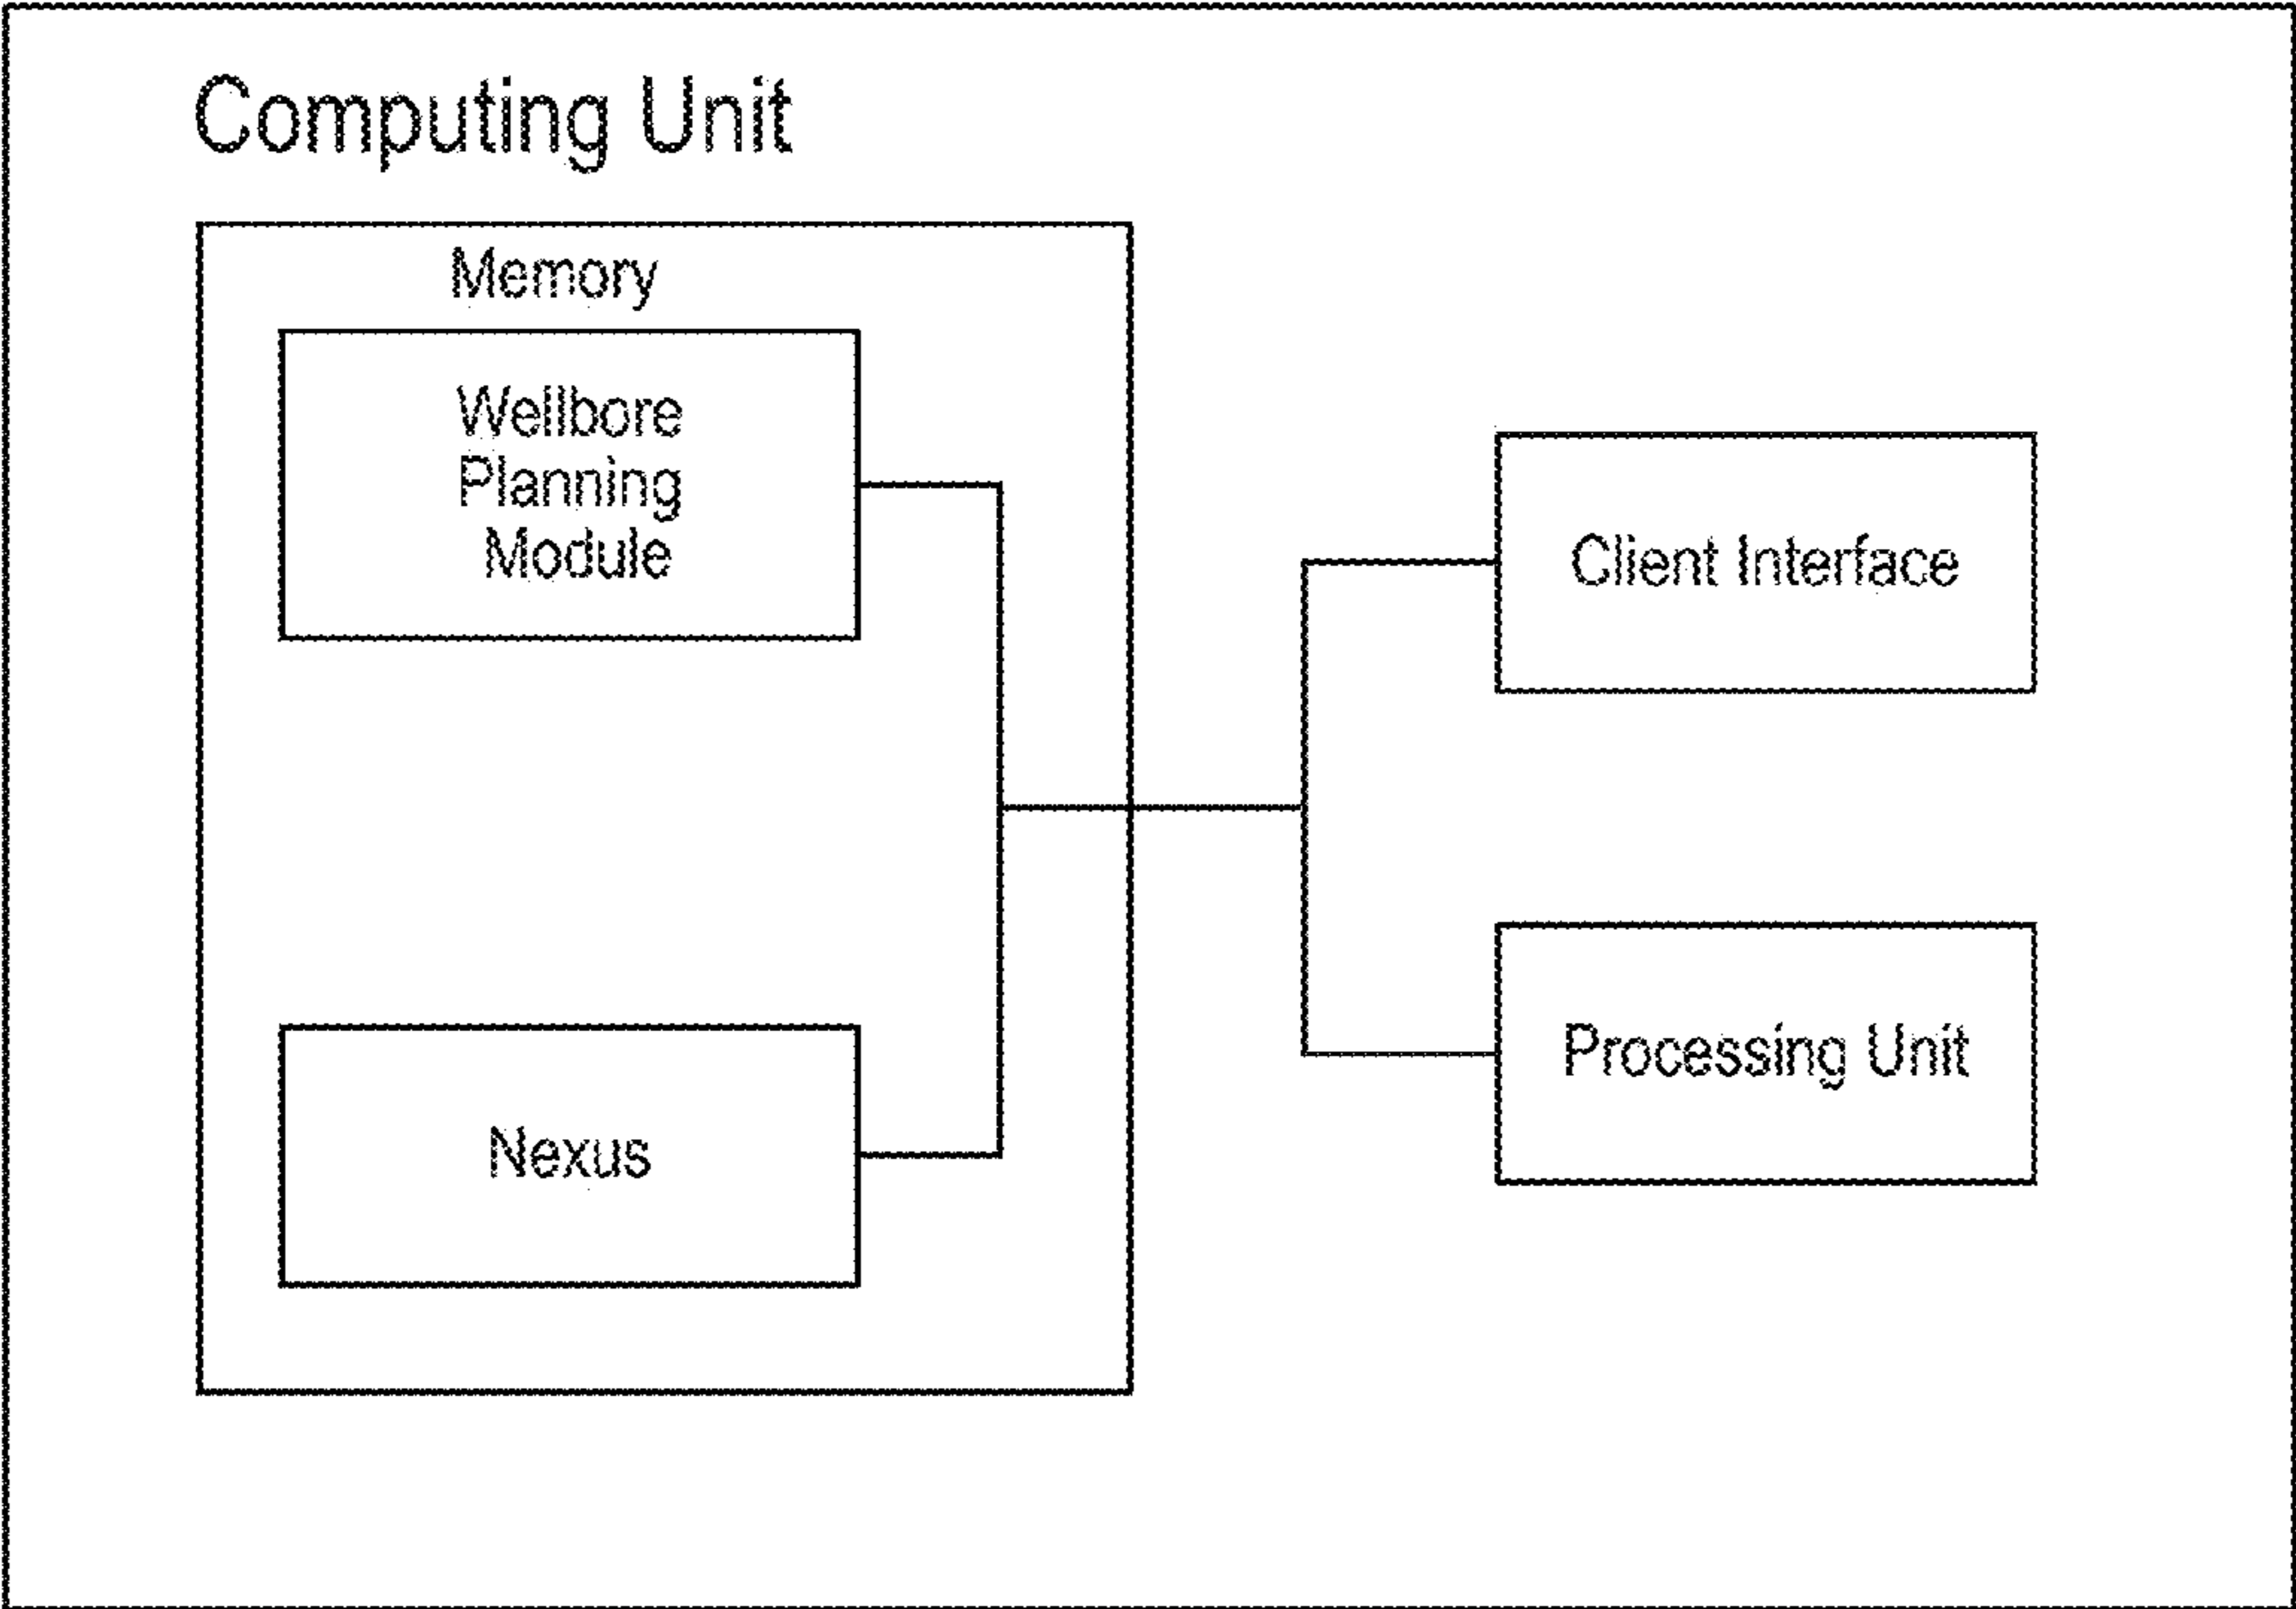 Computing Unit
Memory
Wellbore
Planning
Module
Client Interface
Processing Unit
Nexus